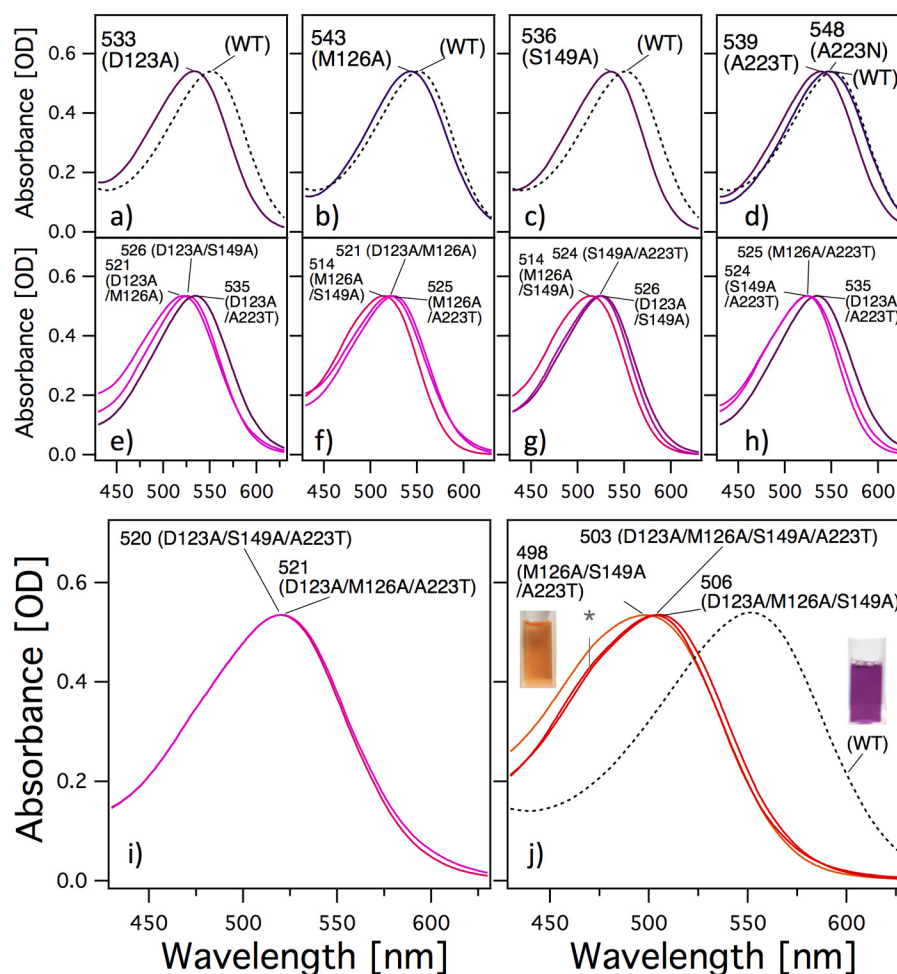 533
(D123A)
(WT)
a)
543
(M126A)
(WT)
b)
536
(S149A)
(WT)
c)
539
(A223T)
548
(A223N)
(WT)
d)
Absorbance [OD]
0.6
0.4
0.2
0.0
526 (D123A/S149A)
521
(D123A
/M126A)
535
(D123A
/A223T)
e)
521 (D123A/M126A)
514
(M126A
/S149A)
525
(M126A
/A223T)
f)
524 (S149A/A223T)
514
(M126A
/S149A)
526
(D123A
/S149A)
g)
525 (M126A/A223T)
524
(S149A
/A223T)
535
(D123A
/A223T)
h)
Absorbance [OD]
0.6
0.4
0.2
0.0
450 500 550 600
450 500 550 600
450 500 550 600
450 500 550 600
520 (D123A/S149A/A223T)
521
(D123A/M126A/A223T)
i)
503 (D123A/M126A/S149A/A223T)
498
(M126A/S149A
/A223T)
506
(D123A/M126A/S149A)
*
(WT)
j)
Absorbance [OD]
0.6
0.4
0.2
0.0
450 500 550 600
450 500 550 600
Wavelength [nm]
Wavelength [nm]